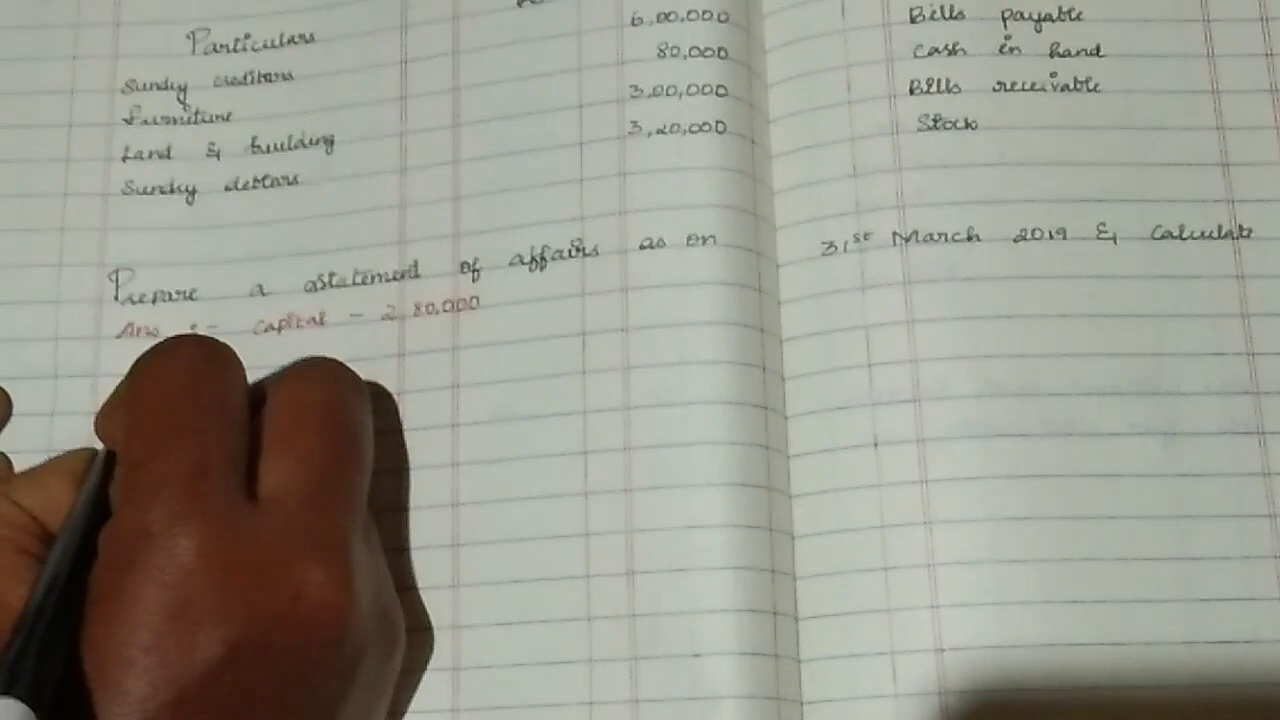 Particulars 6,00,000 Bills payable
Sundry creditors 80,000 Cash in hand
Furniture 3,00,000 Bills receivable
Land & building 3,20,000 Stock
Sundry debtors
Prepare a statement of affairs as on 31st March 2019 & Calculate
Ans :- Capital - 2,80,000